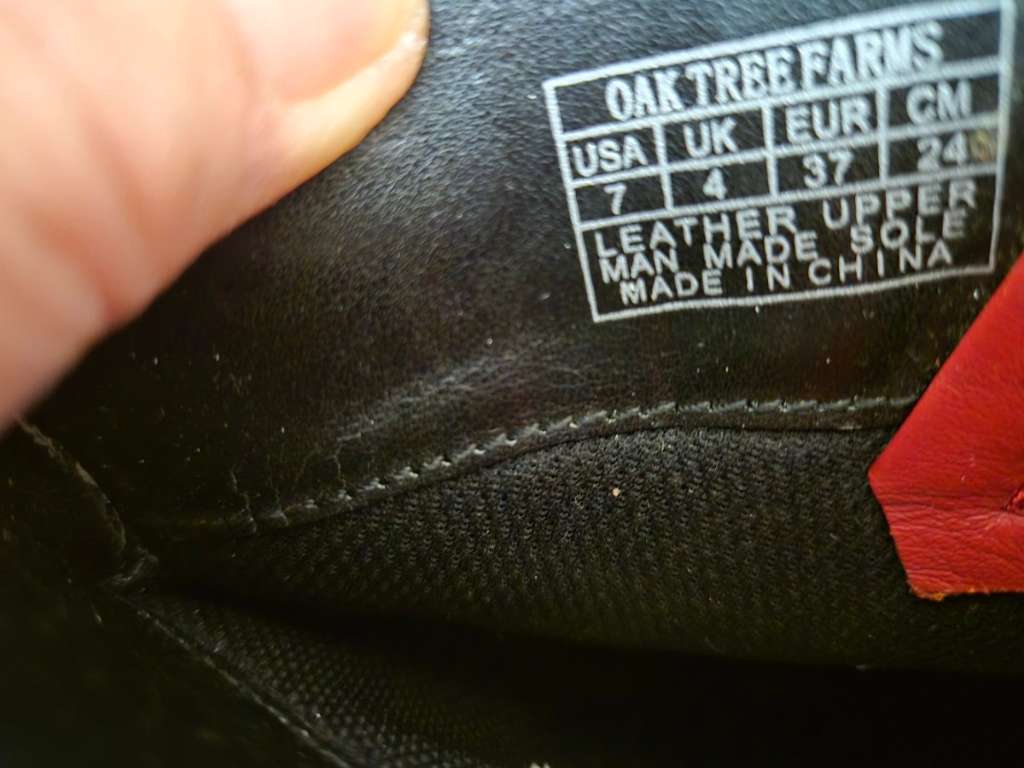 OAK TREE FARMS
USA UK EUR CM
7 4 37 24
LEATHER UPPER
MAN MADE SOLE
MADE IN CHINA